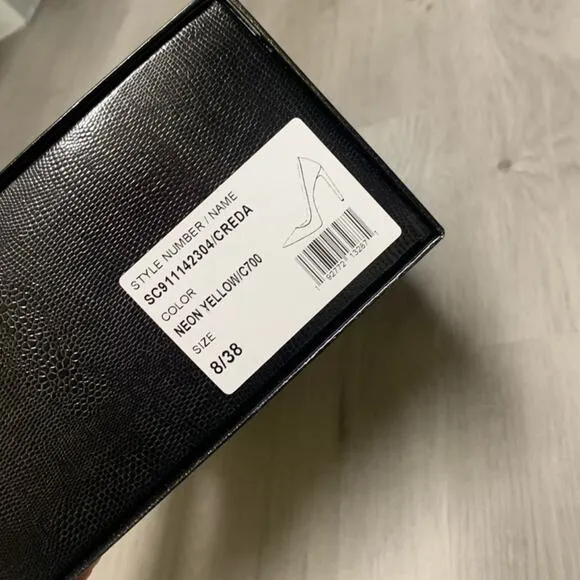 STYLE NUMBER / NAME
SC911142304/CREDA
COLOR
NEON YELLOW/C700
SIZE
8/38